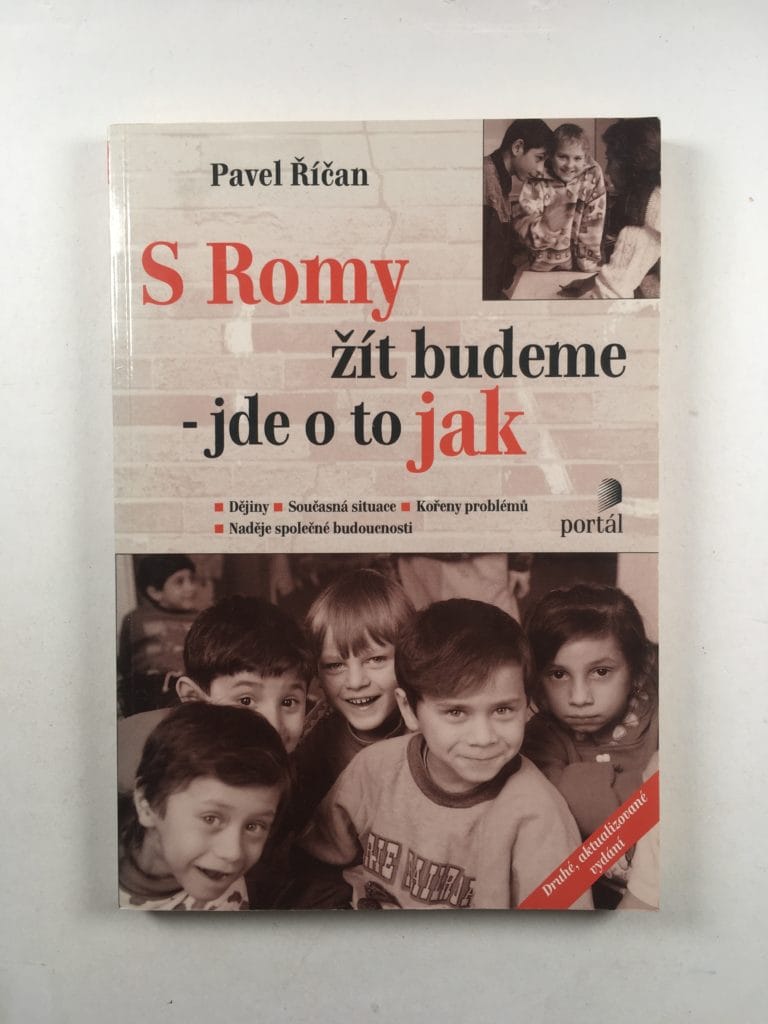 Pavel Říčan
S Romy
žít budeme
- jde o to jak
■ Dějiny ■ Současná situace ■ Kořeny problémů
■ Naděje společné budoucnosti
portál
Druhé, aktualizované
vydání